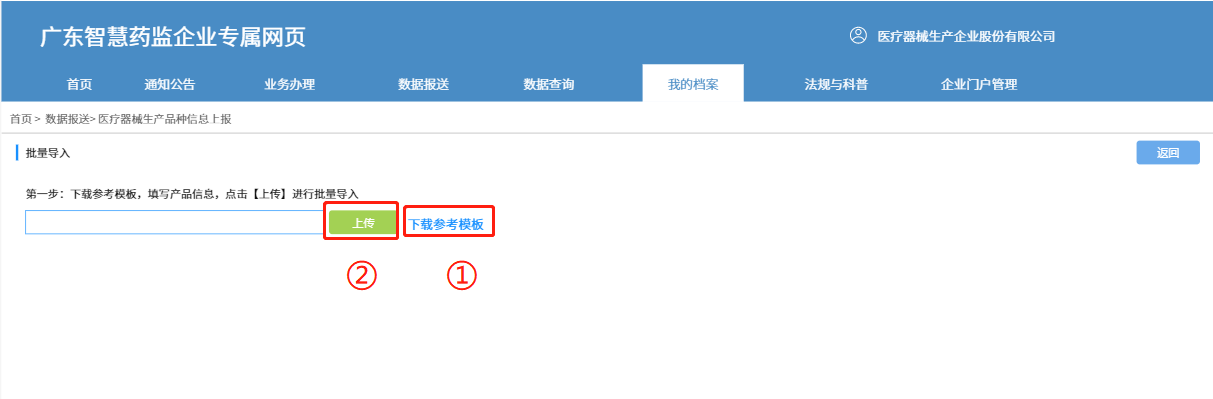 广东智慧药监企业专属网页
医疗器械生产企业股份有限公司
首页 通知公告 业务办理 数据报送 数据查询 我的档案 法规与科普 企业门户管理
首页> 数据报送> 医疗器械生产品种信息上报
批量导入
返回
第一步：下载参考模板，填写产品信息，点击【上传】进行批量导入
上传 下载参考模板
② ①